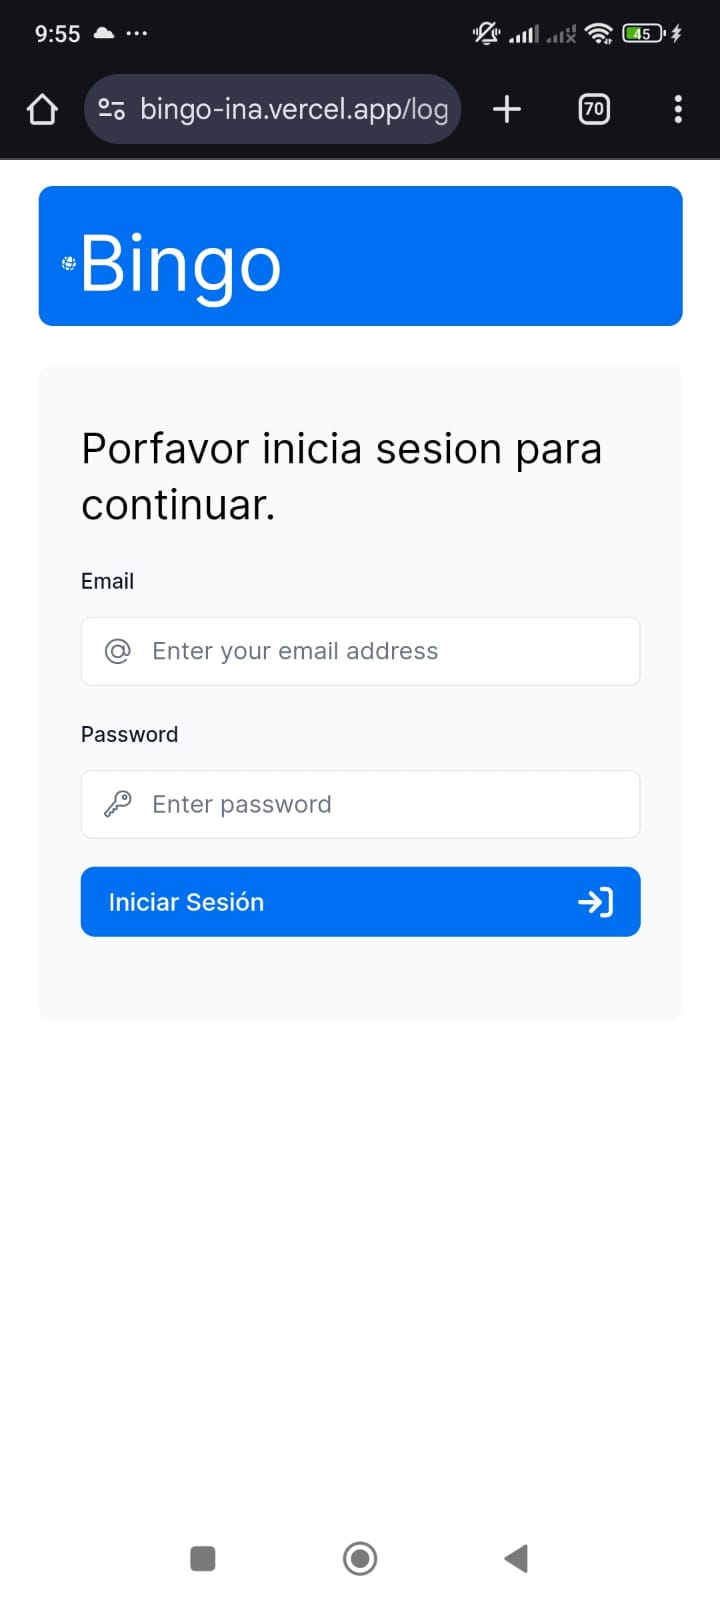 9:55
45
bingo-ina.vercel.app/log
70
Bingo
Porfavor inicia sesion para
continuar.
Email
@ Enter your email address
Password
Enter password
Iniciar Sesión